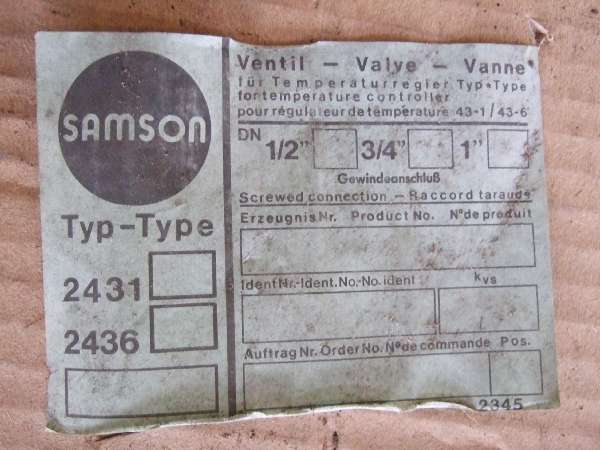 SAMSON
Typ-Type
2431
2436
Ventil - Valve - Vanne
für Temperaturregler Typ-Type
for temperature controller
pour régulateur de température 43-1/43-6
DN 1/2" 3/4" 1"
Gewindeanschluß
Screwed connection - Raccord taraudé
Erzeugnis Nr. Product No. N° de produit
Ident Nr.-Ident. No.-No. ident kvs
Auftrag Nr. Order No. N° de commande Pos.
2345